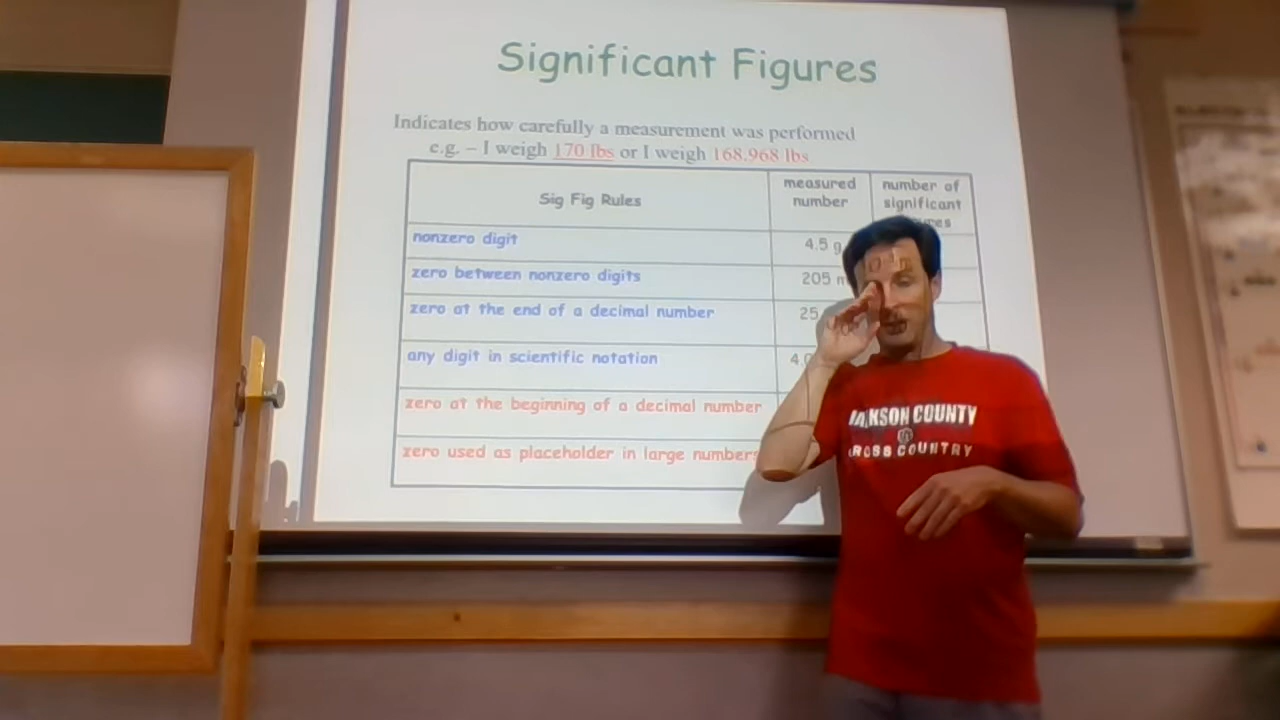 Significant Figures
Indicates how carefully a measurement was performed
e.g. – I weigh 170 lbs or I weigh 168.968 lbs
Sig Fig Rules
measured
number
number of
significant
nonzero digit
4.5 g
zero between nonzero digits
205
zero at the end of a decimal number
25
any digit in scientific notation
zero at the beginning of a decimal number
zero used as placeholder in large numbers
JACKSON COUNTY
CROSS COUNTRY